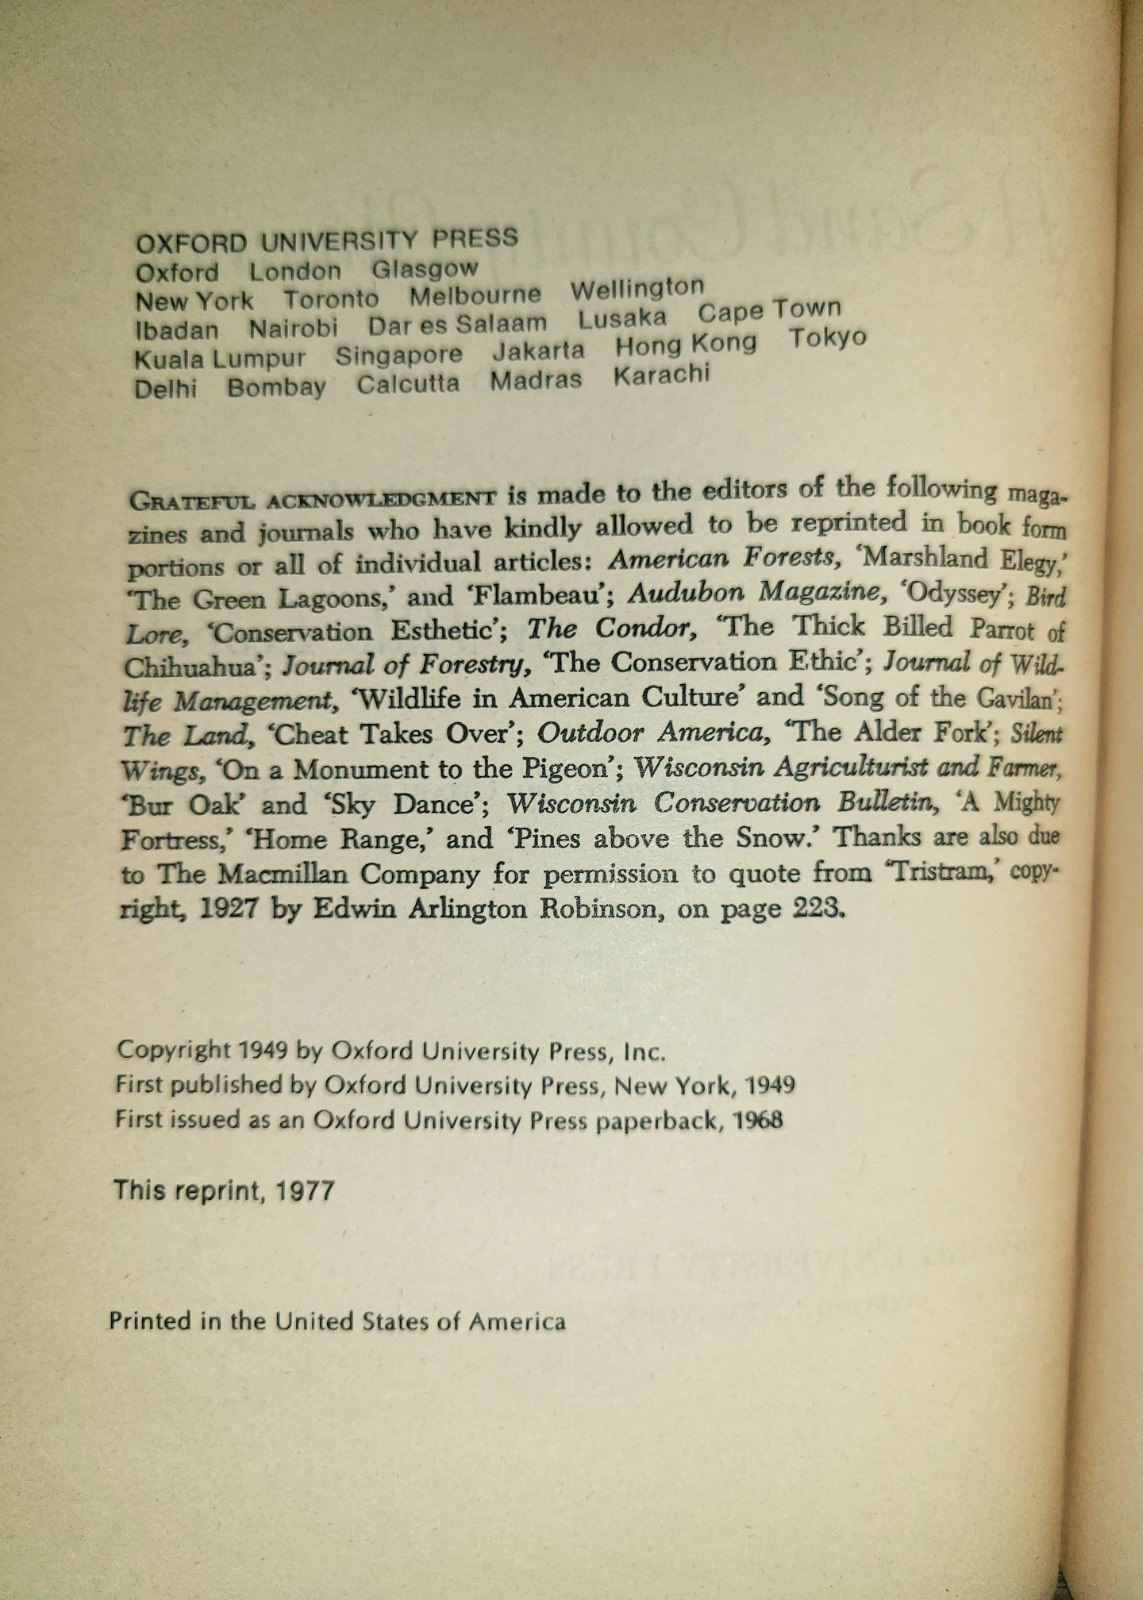 OXFORD UNIVERSITY PRESS
Oxford London Glasgow
New York Toronto Melbourne Wellington
Ibadan Nairobi Dar es Salaam Lusaka Cape Town
Kuala Lumpur Singapore Jakarta Hong Kong Tokyo
Delhi Bombay Calcutta Madras Karachi
GRATEFUL ACKNOWLEDGMENT is made to the editors of the following maga-
zines and journals who have kindly allowed to be reprinted in book form
portions or all of individual articles: American Forests, ‘Marshland Elegy,’
‘The Green Lagoons,’ and ‘Flambeau’; Audubon Magazine, ‘Odyssey’; Bird
Lore, ‘Conservation Esthetic’; The Condor, ‘The Thick Billed Parrot of
Chihuahua’; Journal of Forestry, ‘The Conservation Ethic’; Journal of Wild-
life Management, ‘Wildlife in American Culture’ and ‘Song of the Gavilan’;
The Land, ‘Cheat Takes Over’; Outdoor America, ‘The Alder Fork’; Silent
Wings, ‘On a Monument to the Pigeon’; Wisconsin Agriculturist and Farmer,
‘Bur Oak’ and ‘Sky Dance’; Wisconsin Conservation Bulletin, ‘A Mighty
Fortress,’ ‘Home Range,’ and ‘Pines above the Snow.’ Thanks are also due
to The Macmillan Company for permission to quote from ‘Tristram,’ copy-
right, 1927 by Edwin Arlington Robinson, on page 223.
Copyright 1949 by Oxford University Press, Inc.
First published by Oxford University Press, New York, 1949
First issued as an Oxford University Press paperback, 1968
This reprint, 1977
Printed in the United States of America